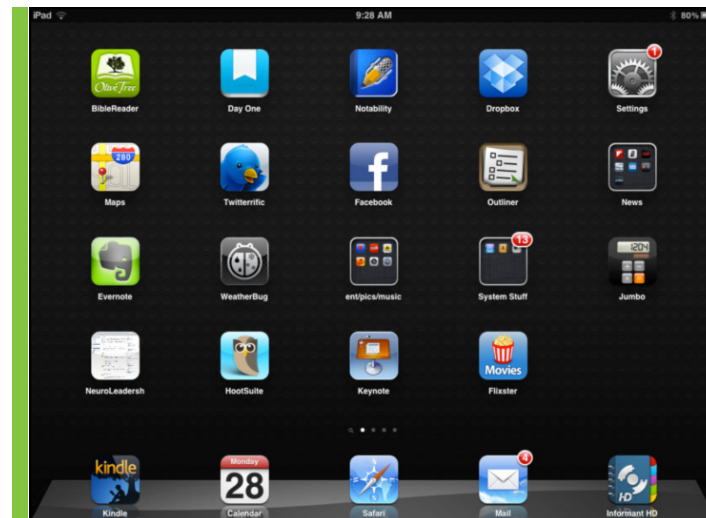 iPad 9:28 AM 80%
Olive Tree
BibleReader Day One Notability Dropbox Settings
1
280
Maps Twitterrific Facebook Outliner News
f
13
1204
Evernote WeatherBug ent/pics/music System Stuff Jumbo
Movies
NeuroLeadersh HootSuite Keynote Flixster
kindle Monday 4
28 HD
Kindle Calendar Safari Mail Informant HD